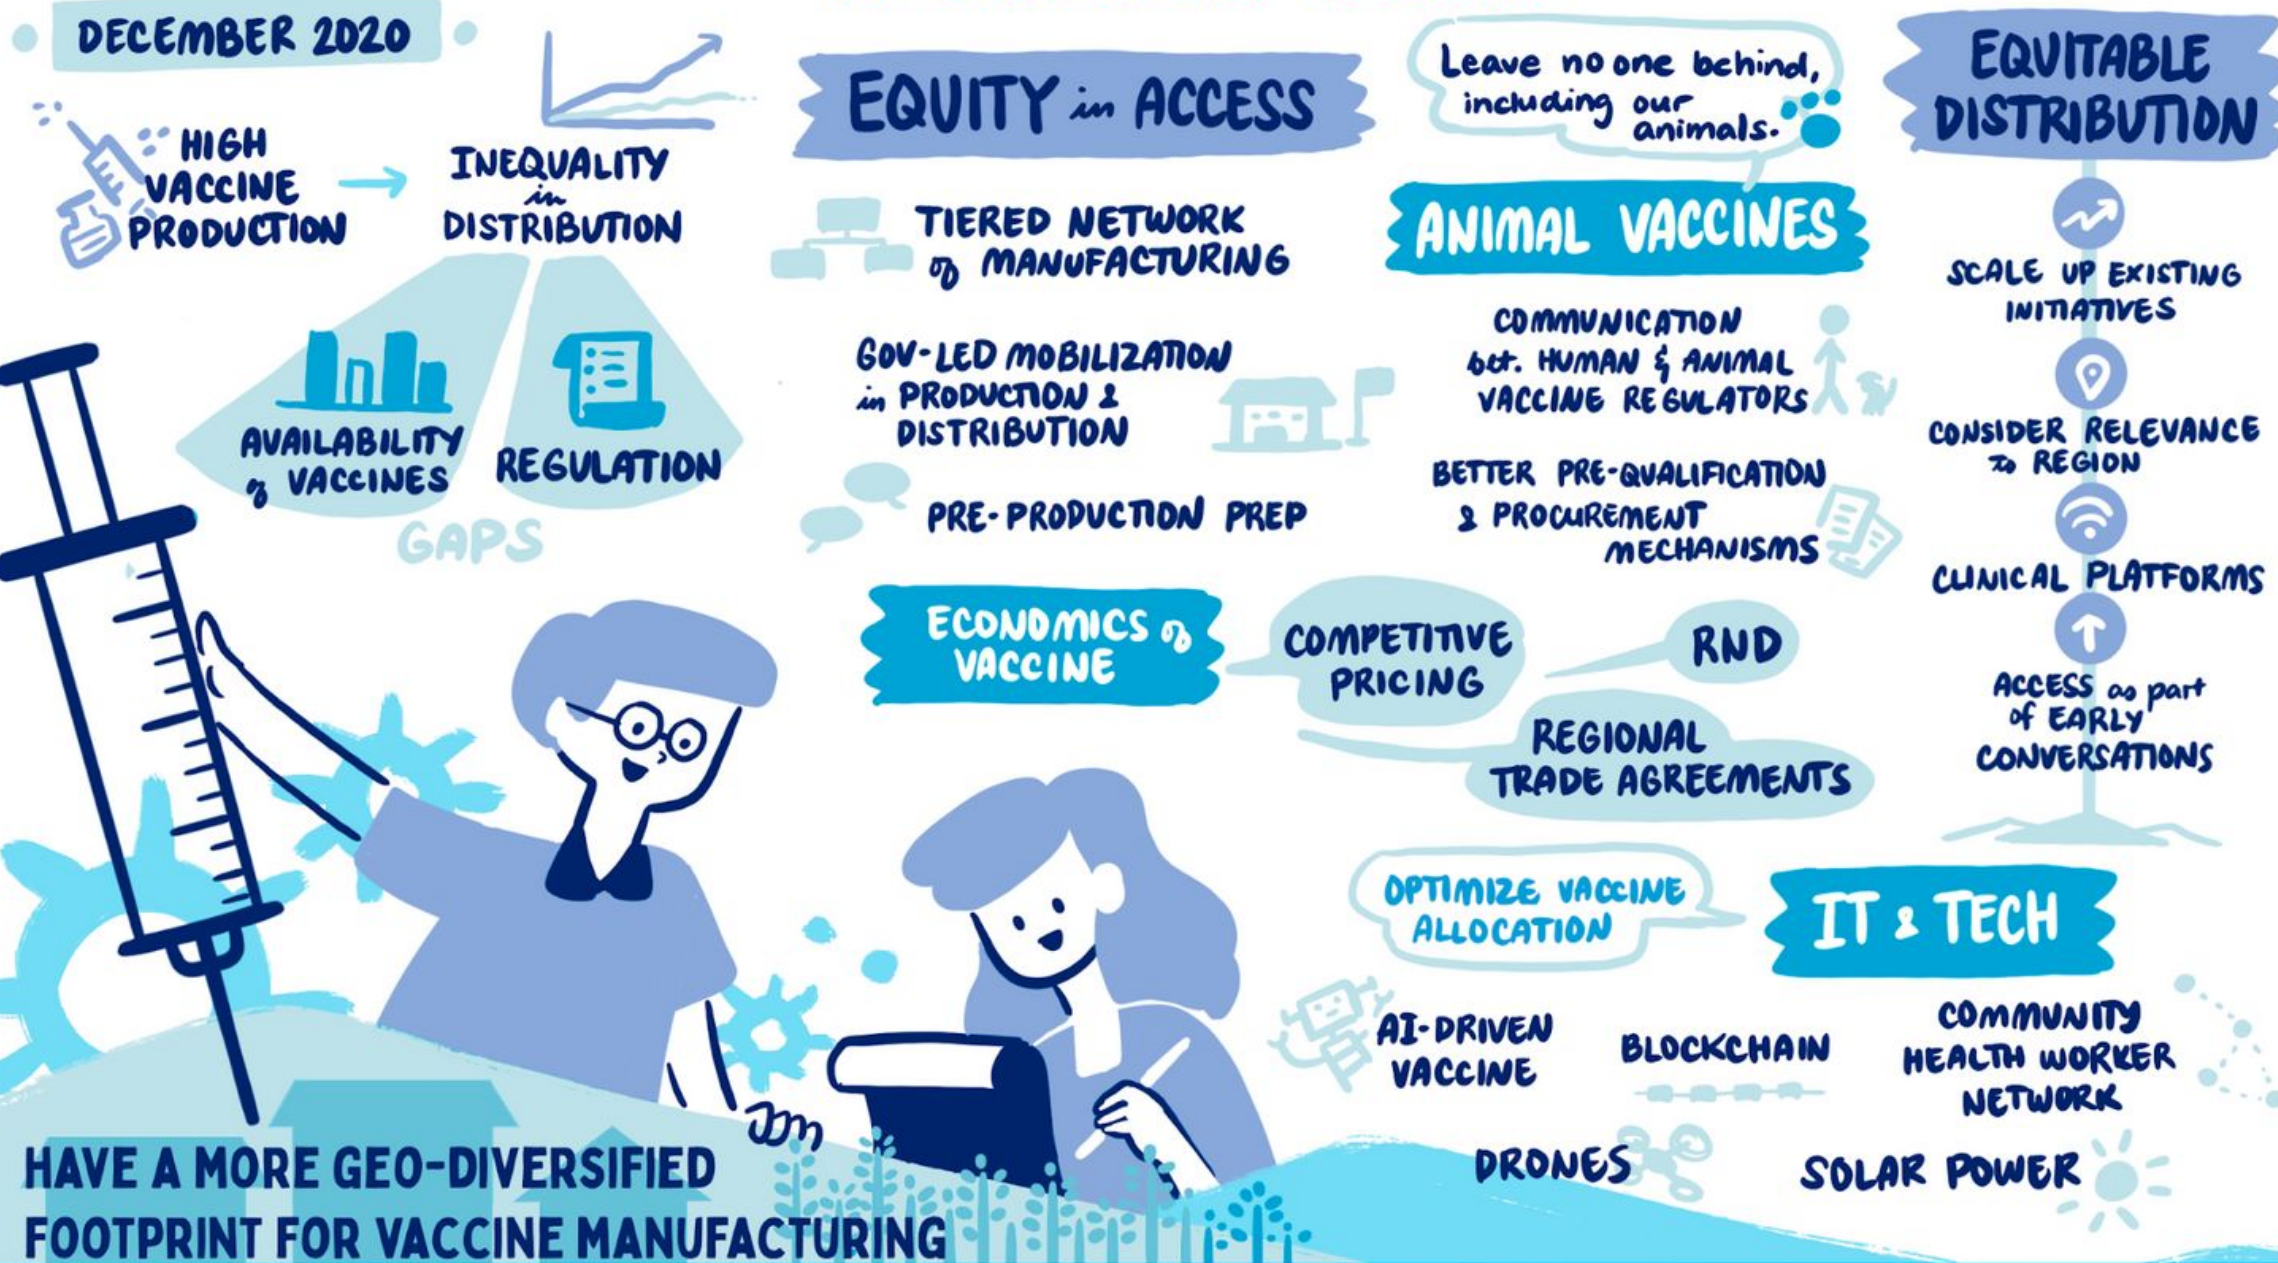 DECEMBER 2020
HIGH
VACCINE
PRODUCTION
INEQUALITY
in
DISTRIBUTION
AVAILABILITY
of VACCINES
REGULATION
GAPS
EQUITY in ACCESS
TIERED NETWORK
of MANUFACTURING
GOV-LED MOBILIZATION
in PRODUCTION &
DISTRIBUTION
PRE-PRODUCTION PREP
Leave no one behind,
including our
animals.
ANIMAL VACCINES
COMMUNICATION
bet. HUMAN & ANIMAL
VACCINE REGULATORS
BETTER PRE-QUALIFICATION
& PROCUREMENT
MECHANISMS
EQUITABLE
DISTRIBUTION
SCALE UP EXISTING
INITIATIVES
CONSIDER RELEVANCE
to REGION
CLINICAL PLATFORMS
ACCESS as part
of EARLY
CONVERSATIONS
ECONOMICS of
VACCINE
COMPETITIVE
PRICING
RND
REGIONAL
TRADE AGREEMENTS
OPTIMIZE VACCINE
ALLOCATION
IT & TECH
AI-DRIVEN
VACCINE
BLOCKCHAIN
COMMUNITY
HEALTH WORKER
NETWORK
DRONES
SOLAR POWER
HAVE A MORE GEO-DIVERSIFIED
FOOTPRINT FOR VACCINE MANUFACTURING